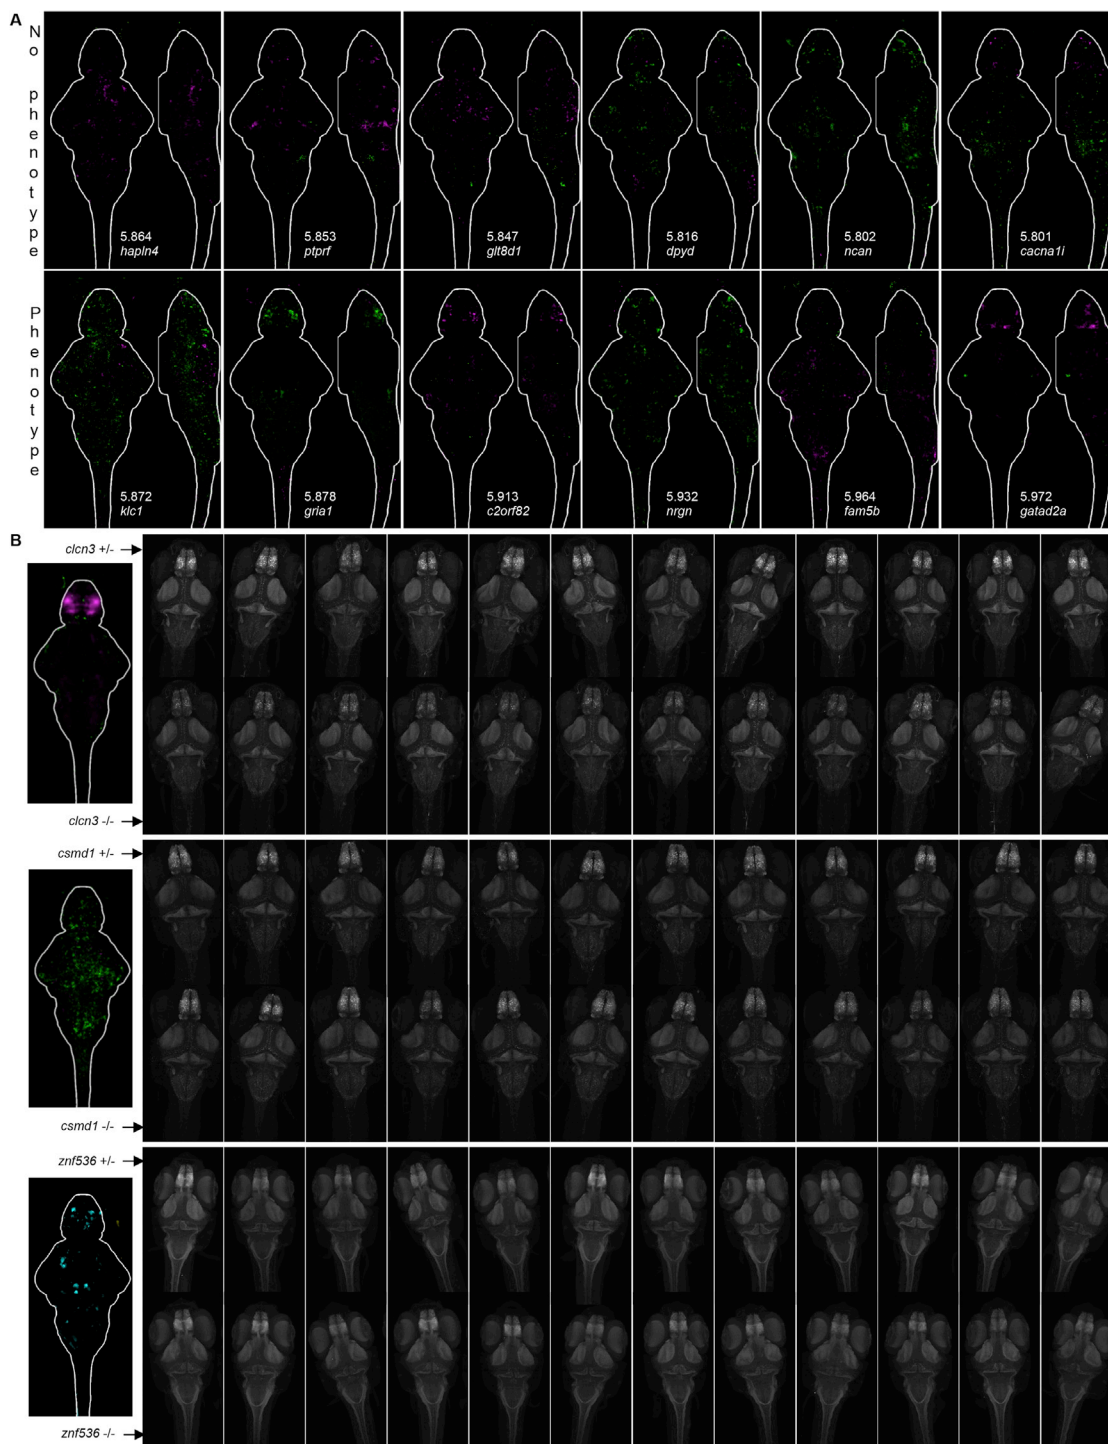 A
No phenotype
5.864
hapln4
5.853
ptprf
5.847
glt8d1
5.816
dpyd
5.802
ncan
5.801
cacna1i
Phenotype
5.872
klc1
5.878
gria1
5.913
c2orf82
5.932
nrgn
5.964
fam5b
5.972
gatad2a
B
clcn3 +/-
clcn3 -/-
csmd1 +/-
csmd1 -/-
znf536 +/-
znf536 -/-